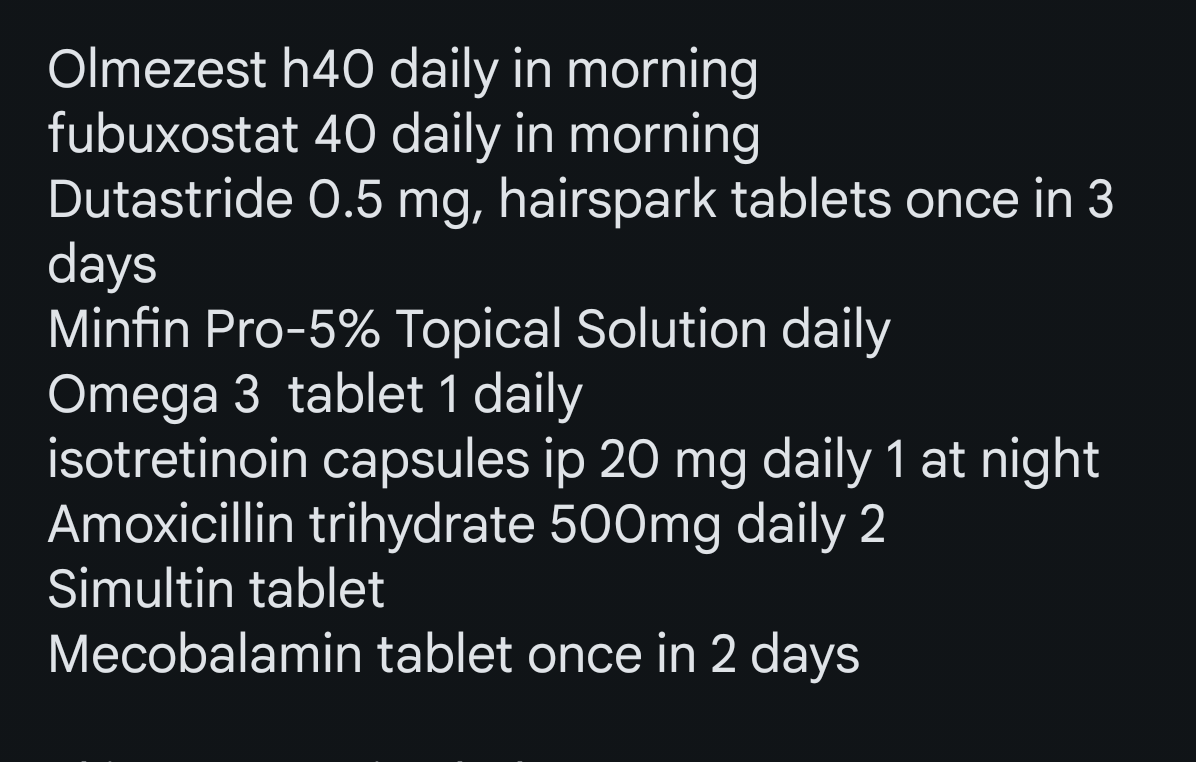 Olmezest h40 daily in morning
fubuxostat 40 daily in morning
Dutastride 0.5 mg, hairspark tablets once in 3
days
Minfin Pro-5% Topical Solution daily
Omega 3  tablet 1 daily
isotretinoin capsules ip 20 mg daily 1 at night
Amoxicillin trihydrate 500mg daily 2
Simultin tablet
Mecobalamin tablet once in 2 days